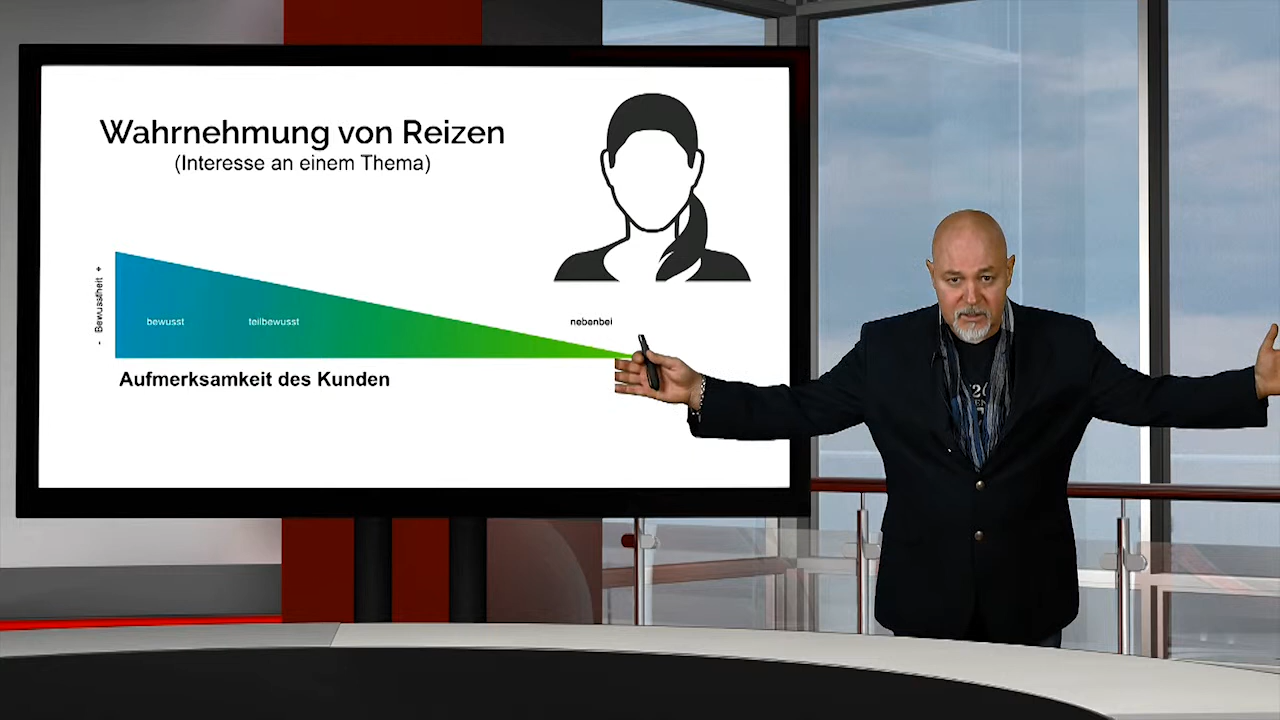 Wahrnehmung von Reizen
(Interesse an einem Thema)
- Bewusstheit +
bewusst
teilbewusst
nebenbei
Aufmerksamkeit des Kunden